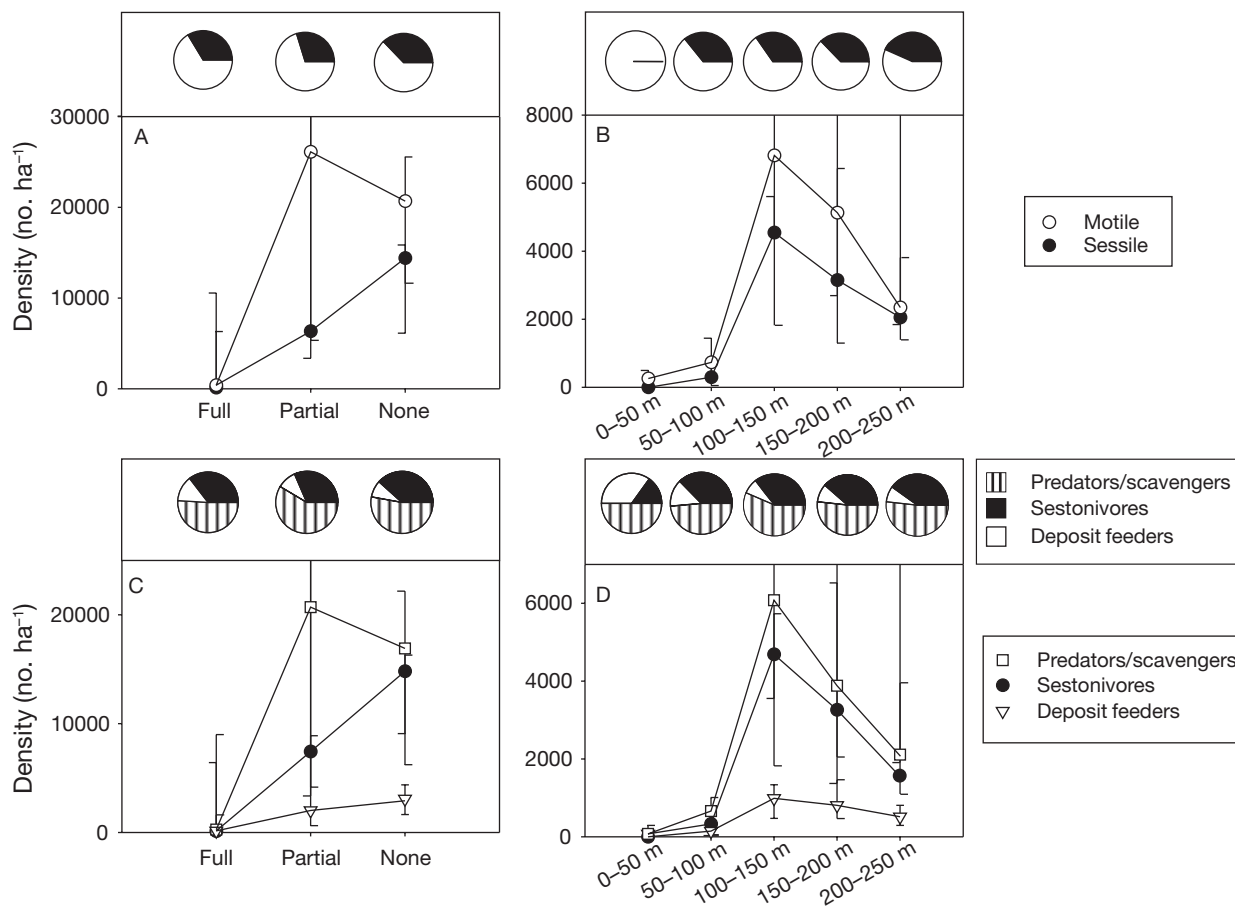 A
Density (no. ha⁻¹)
30000
20000
10000
0
Full Partial None
B
8000
6000
4000
2000
0
0–50 m
50–100 m
100–150 m
150–200 m
200–250 m
Motile
Sessile
C
Density (no. ha⁻¹)
20000
10000
0
Full Partial None
D
6000
4000
2000
0
0–50 m
50–100 m
100–150 m
150–200 m
200–250 m
Predators/scavengers
Sestonivores
Deposit feeders
Predators/scavengers
Sestonivores
Deposit feeders